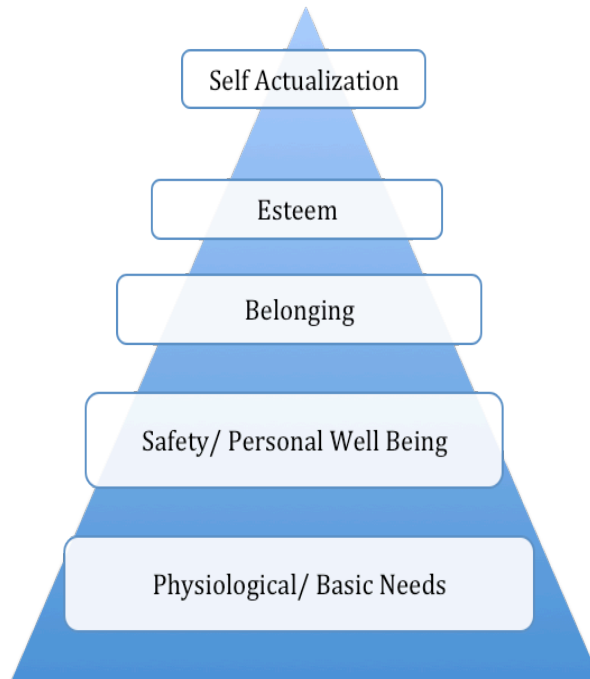 Self Actualization
Esteem
Belonging
Safety/ Personal Well Being
Physiological/ Basic Needs